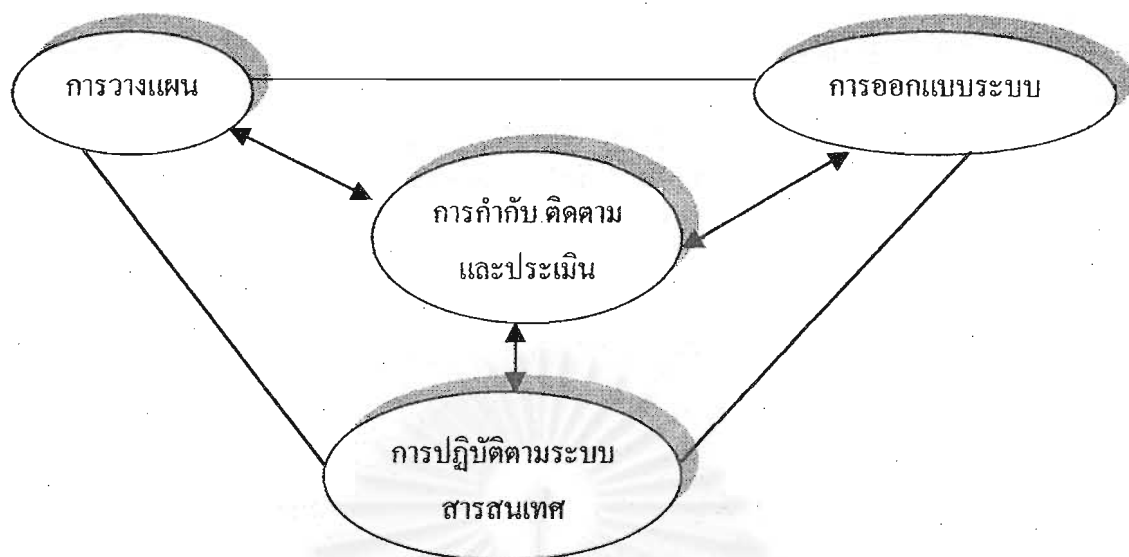 การวางแผน
การออกแบบระบบ
การกำกับ ติดตาม
และประเมิน
การปฏิบัติตามระบบ
สารสนเทศ